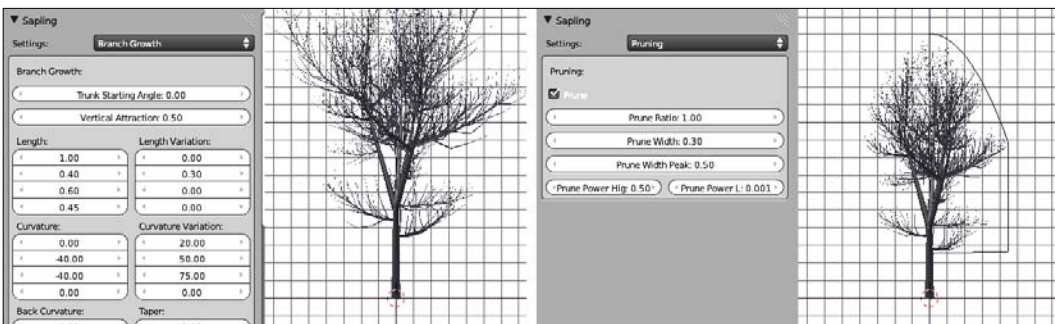 Sapling
Settings: Branch Growth
Branch Growth:
Trunk Starting Angle: 0.00
Vertical Attraction: 0.50
Length: Length Variation:
1.00 0.00
0.40 0.30
0.60 0.00
0.45 0.00
Curvature: Curvature Variation:
0.00 20.00
-40.00 50.00
-40.00 75.00
0.00 0.00
Back Curvature: Taper:
Sapling
Settings: Pruning
Pruning:
Prune
Prune Ratio: 1.00
Prune Width: 0.30
Prune Width Peak: 0.50
Prune Power Hig: 0.50 Prune Power L: 0.001